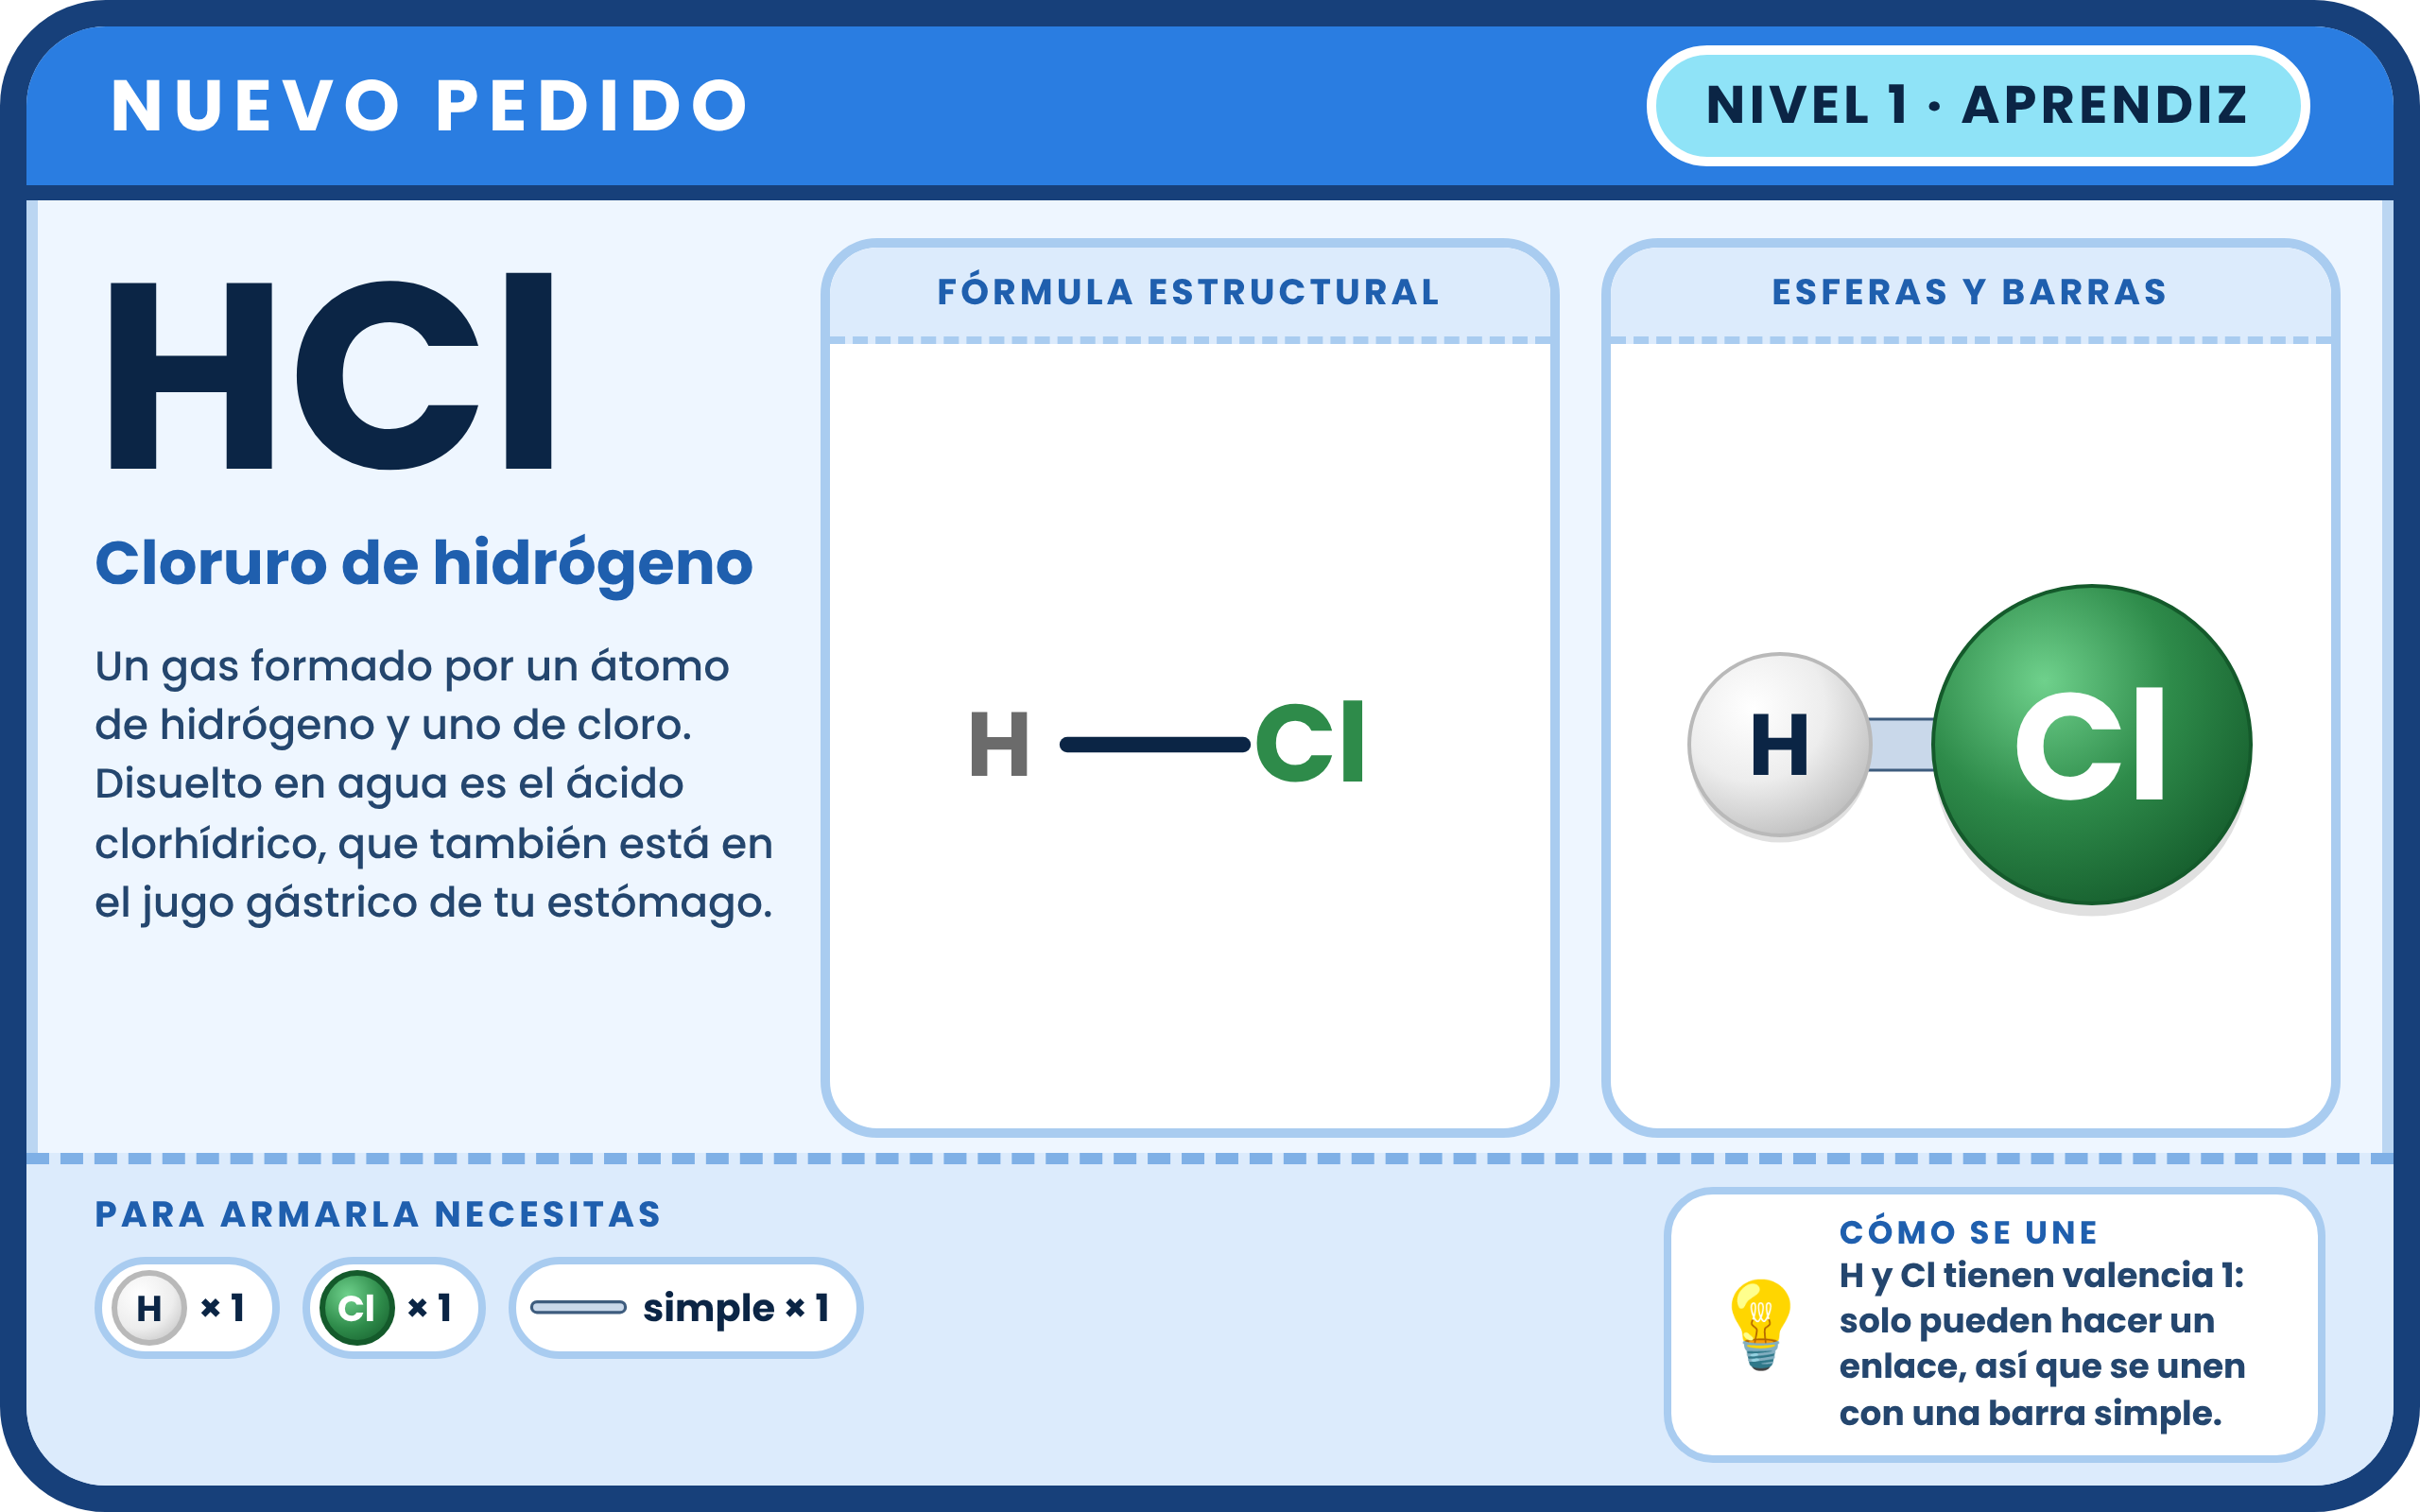 NUEVO PEDIDO
NIVEL 1 · APRENDIZ
HCl
Cloruro de hidrógeno
Un gas formado por un átomo
de hidrógeno y uno de cloro.
Disuelto en agua es el ácido
clorhídrico, que también está en
el jugo gástrico de tu estómago.
FÓRMULA ESTRUCTURAL
H Cl
ESFERAS Y BARRAS
H Cl
PARA ARMARLA NECESITAS
H × 1
Cl × 1
simple × 1
CÓMO SE UNE
H y Cl tienen valencia 1:
solo pueden hacer un
enlace, así que se unen
con una barra simple.